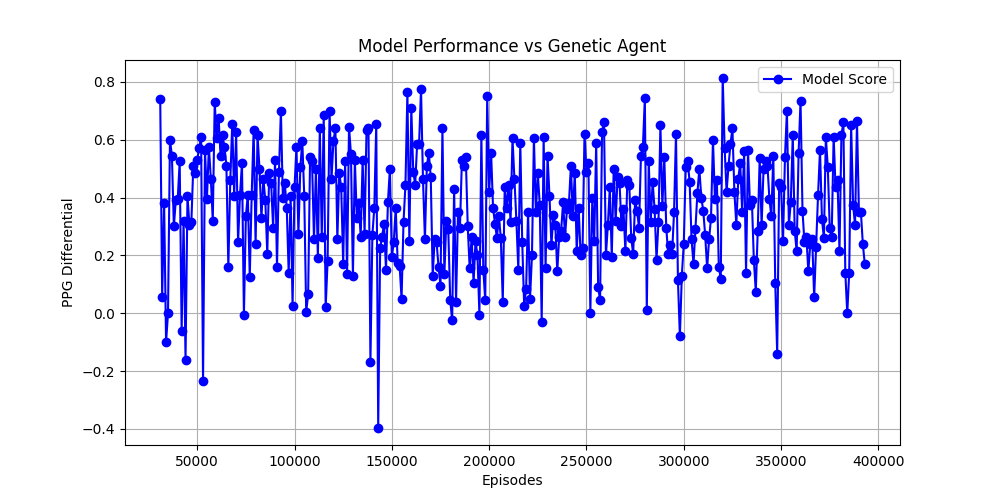 Model Performance vs Genetic Agent
Model Score
PPG Differential
0.8
0.6
0.4
0.2
0.0
−0.2
−0.4
50000 100000 150000 200000 250000 300000 350000 400000
Episodes